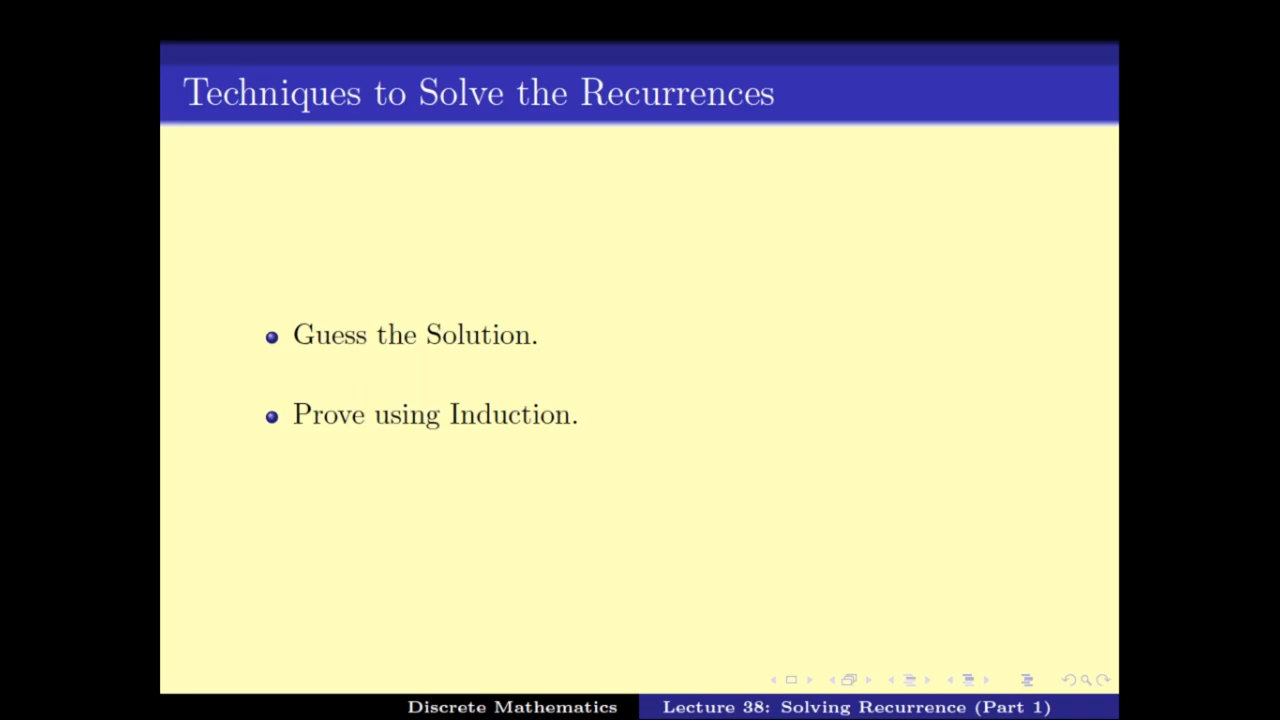 Techniques to Solve the Recurrences
Guess the Solution.
Prove using Induction.
Discrete Mathematics
Lecture 38: Solving Recurrence (Part 1)